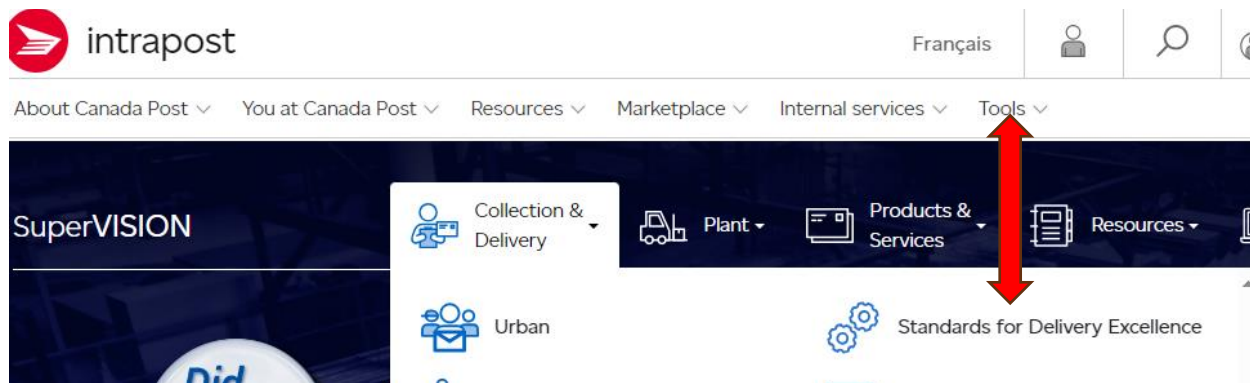 intrapost
Français
About Canada Post
You at Canada Post
Resources
Marketplace
Internal services
Tools
SuperVISION
Collection &
Delivery
Plant
Products &
Services
Resources
Urban
Standards for Delivery Excellence
Did